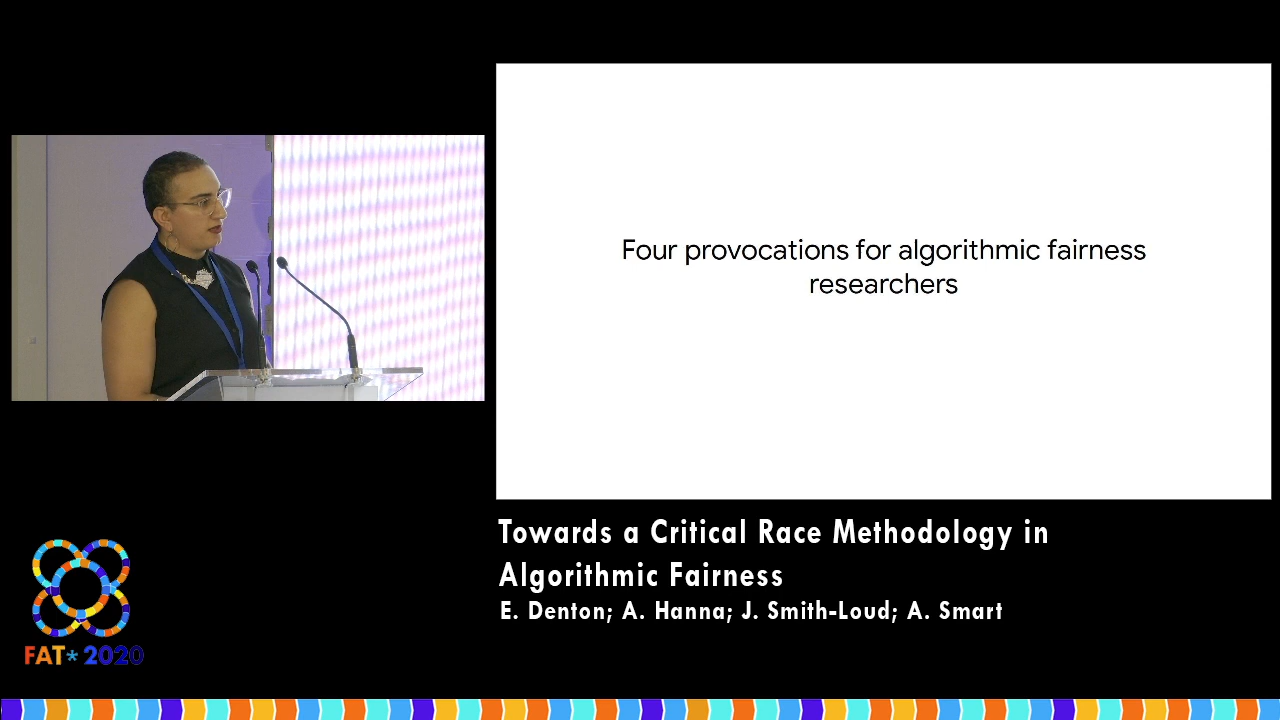 Four provocations for algorithmic fairness
researchers
Towards a Critical Race Methodology in
Algorithmic Fairness
E. Denton; A. Hanna; J. Smith-Loud; A. Smart
FAT* 2020